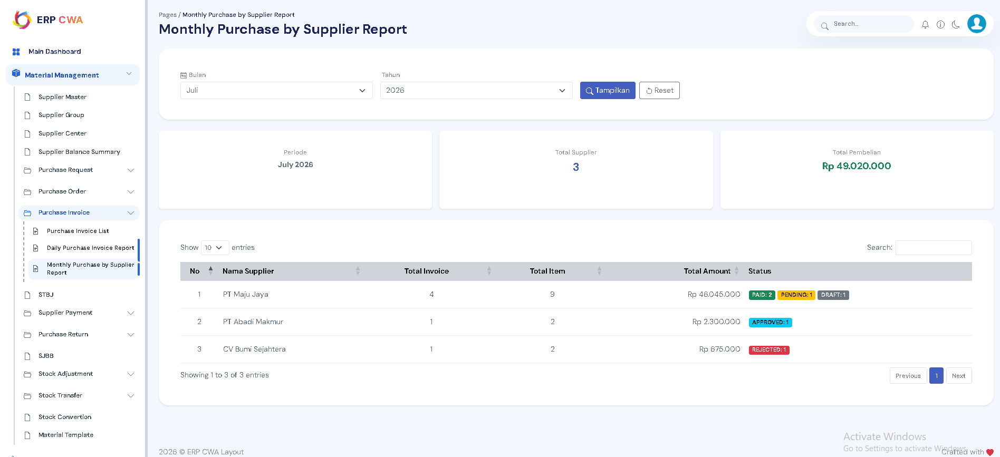 ERP CWA
Main Dashboard
Material Management
Supplier Master
Supplier Group
Supplier Center
Supplier Balance Summary
Purchase Request
Purchase Order
Purchase Invoice
Purchase Invoice List
Daily Purchase Invoice Report
Monthly Purchase by Supplier
Report
STBJ
Supplier Payment
Purchase Return
SJBB
Stock Adjustment
Stock Transfer
Stock Convertion
Material Template
Pages / Monthly Purchase by Supplier Report
Monthly Purchase by Supplier Report
Search...
Bulan
Tahun
Juli
2026
Tampilkan
Reset
Periode
July 2026
Total Supplier
3
Total Pembelian
Rp 49.020.000
Show 10 entries
Search:
No Nama Supplier Total Invoice Total Item Total Amount Status
1 PT Maju Jaya 4 9 Rp 46.045.000 PAID: 2 PENDING: 1 DRAFT: 1
2 PT Abadi Makmur 1 2 Rp 2.300.000 APPROVED: 1
3 CV Bumi Sejahtera 1 2 Rp 675.000 REJECTED: 1
Showing 1 to 3 of 3 entries
Previous 1 Next
Activate Windows
Go to Settings to activate Windows.
2026 © ERP CWA Layout
Crafted with